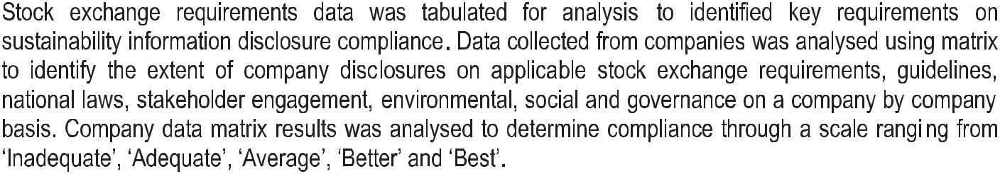 Stock exchange requirements data was tabulated for analysis to identified key requirements on
sustainability information disclosure compliance. Data collected from companies was analysed using matrix
to identify the extent of company disclosures on applicable stock exchange requirements, guidelines,
national laws, stakeholder engagement, environmental, social and governance on a company by company
basis. Company data matrix results was analysed to determine compliance through a scale ranging from
‘Inadequate’, ‘Adequate’, ‘Average’, ‘Better’ and ‘Best’.